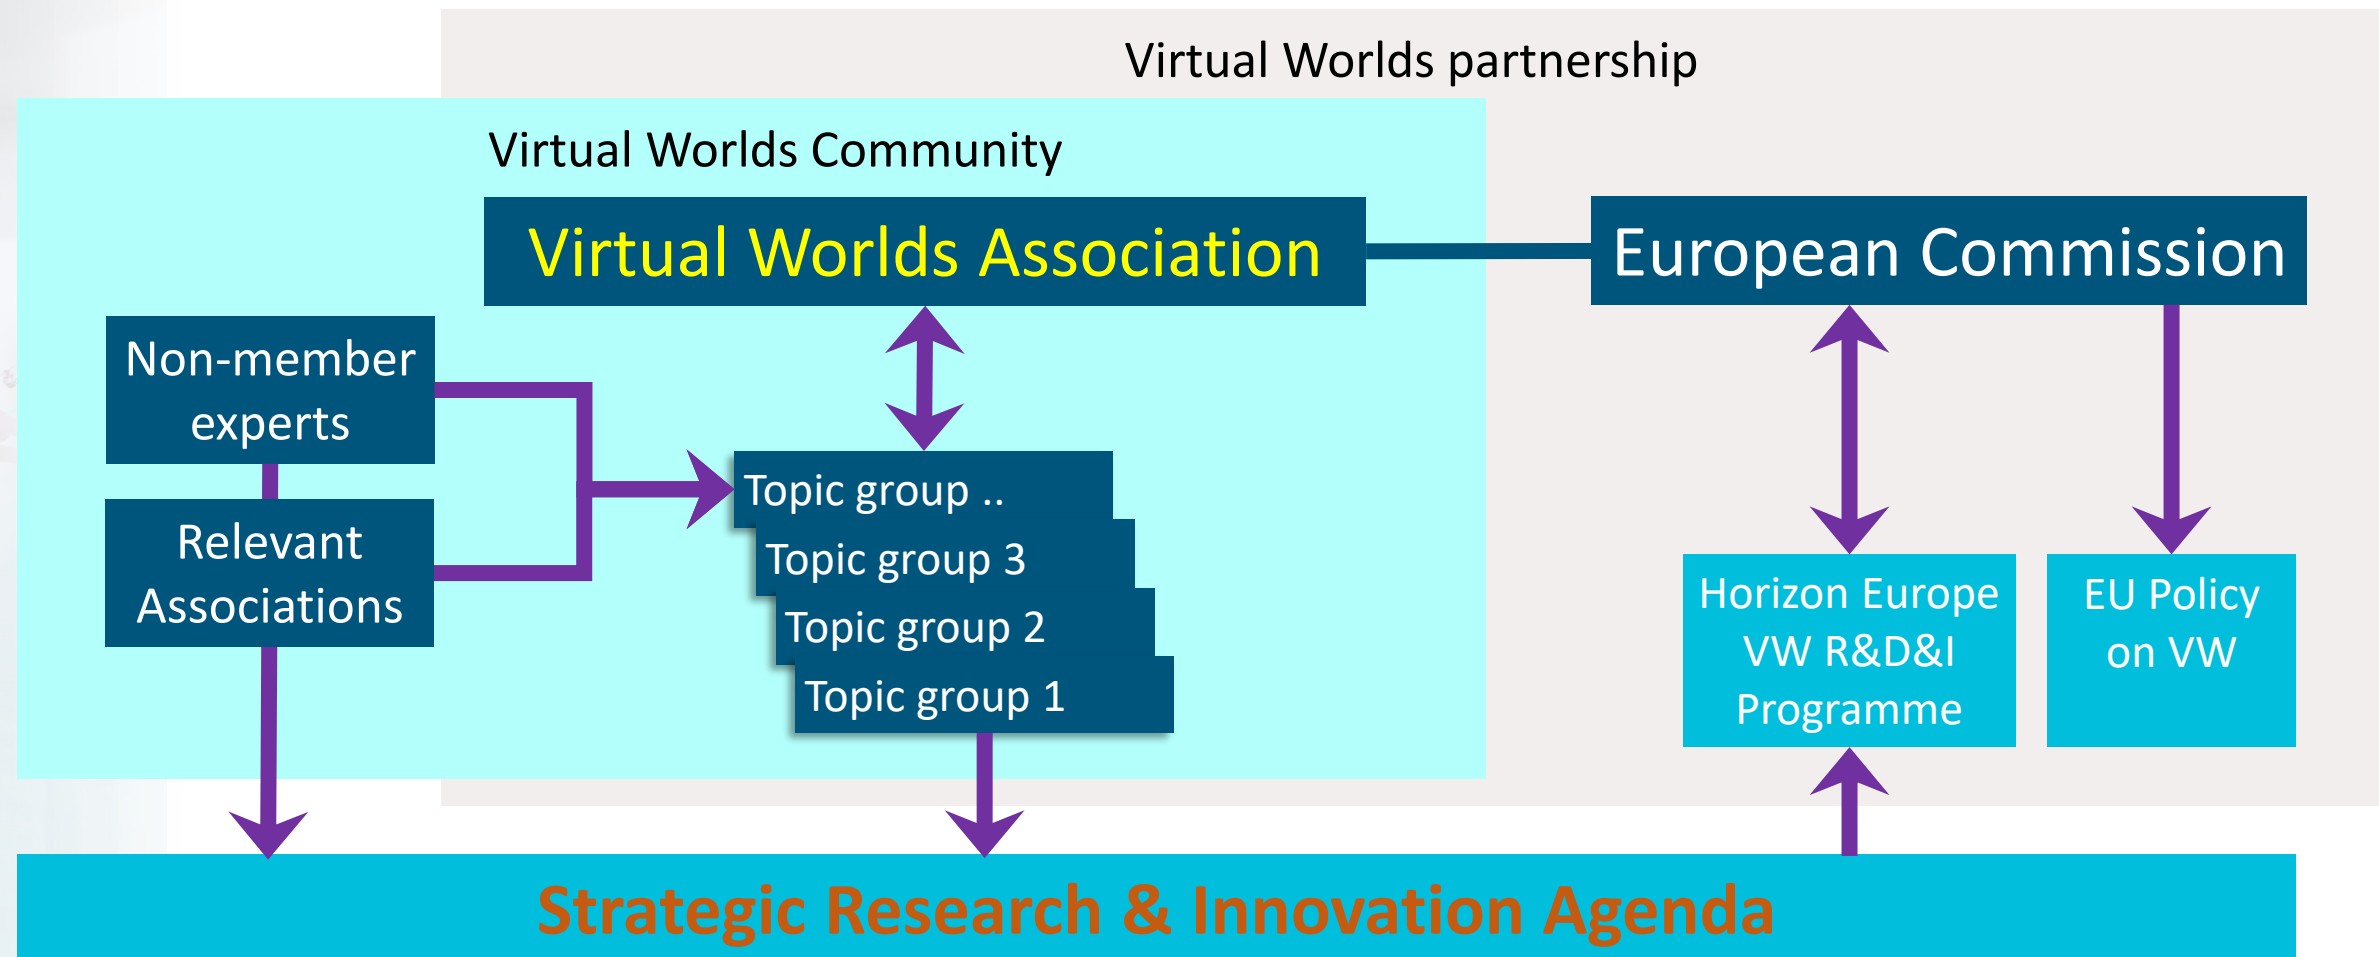 Virtual Worlds partnership
Virtual Worlds Community
Virtual Worlds Association
European Commission
Non-member
experts
Relevant
Associations
Topic group ..
Topic group 3
Topic group 2
Topic group 1
Horizon Europe
VW R&D&I
Programme
EU Policy
on VW
Strategic Research & Innovation Agenda